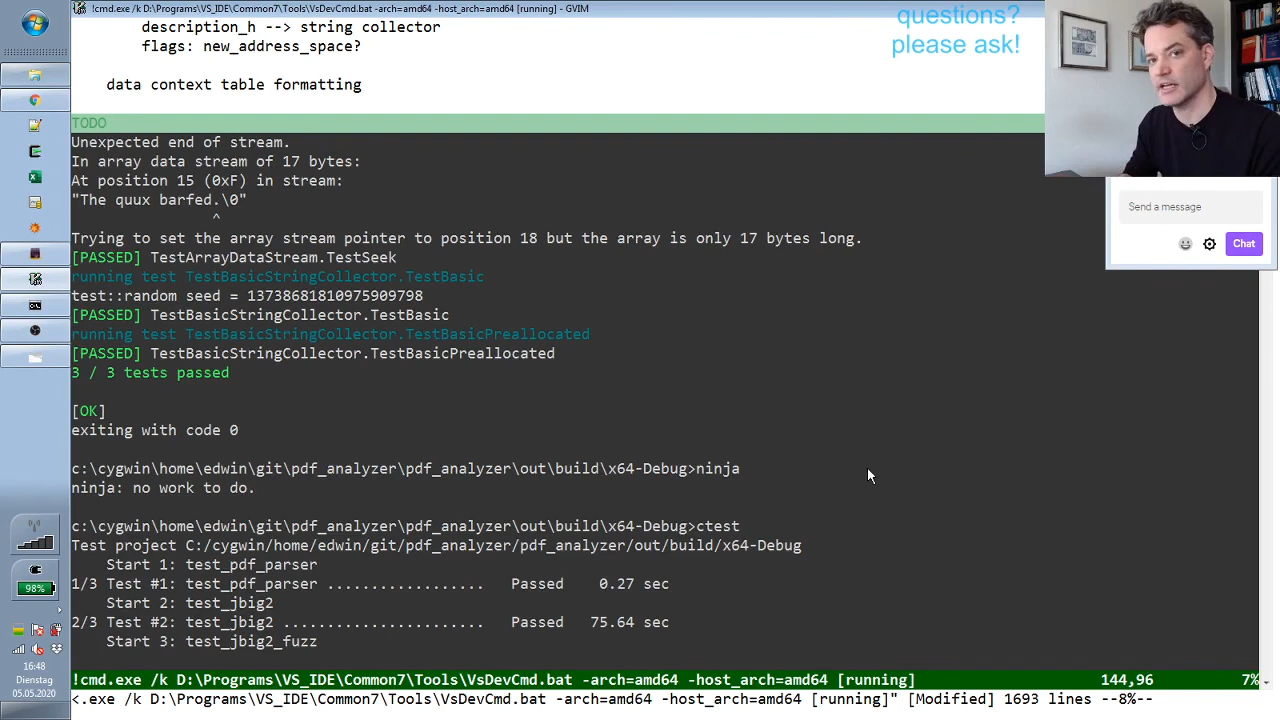 !cmd.exe /k D:\Programs\VS_IDE\Common7\Tools\VsDevCmd.bat -arch=amd64 -host_arch=amd64 [running] - GVIM
description_h --> string collector
flags: new_address_space?
data context table formatting
questions?
please ask!
TODO
Unexpected end of stream.
In array data stream of 17 bytes:
At position 15 (0xF) in stream:
"The quux barfed.\0"
^
Trying to set the array stream pointer to position 18 but the array is only 17 bytes long.
[PASSED] TestArrayDataStream.TestSeek
running test TestBasicStringCollector.TestBasic
test::random seed = 13738681810975909798
[PASSED] TestBasicStringCollector.TestBasic
running test TestBasicStringCollector.TestBasicPreallocated
[PASSED] TestBasicStringCollector.TestBasicPreallocated
3 / 3 tests passed
[OK]
exiting with code 0
c:\cygwin\home\edwin\git\pdf_analyzer\pdf_analyzer\out\build\x64-Debug>ninja
ninja: no work to do.
c:\cygwin\home\edwin\git\pdf_analyzer\pdf_analyzer\out\build\x64-Debug>ctest
Test project C:/cygwin/home/edwin/git/pdf_analyzer/pdf_analyzer/out/build/x64-Debug
Start 1: test_pdf_parser
1/3 Test #1: test_pdf_parser ................. Passed 0.27 sec
Start 2: test_jbig2
2/3 Test #2: test_jbig2 ...................... Passed 75.64 sec
Start 3: test_jbig2_fuzz
!cmd.exe /k D:\Programs\VS_IDE\Common7\Tools\VsDevCmd.bat -arch=amd64 -host_arch=amd64 [running] 144,96 7%
<.exe /k D:\Programs\VS_IDE\Common7\Tools\VsDevCmd.bat -arch=amd64 -host_arch=amd64 [running]" [Modified] 1693 lines --8%--
Send a message
Chat
98%
16:48
Dienstag
05.05.2020